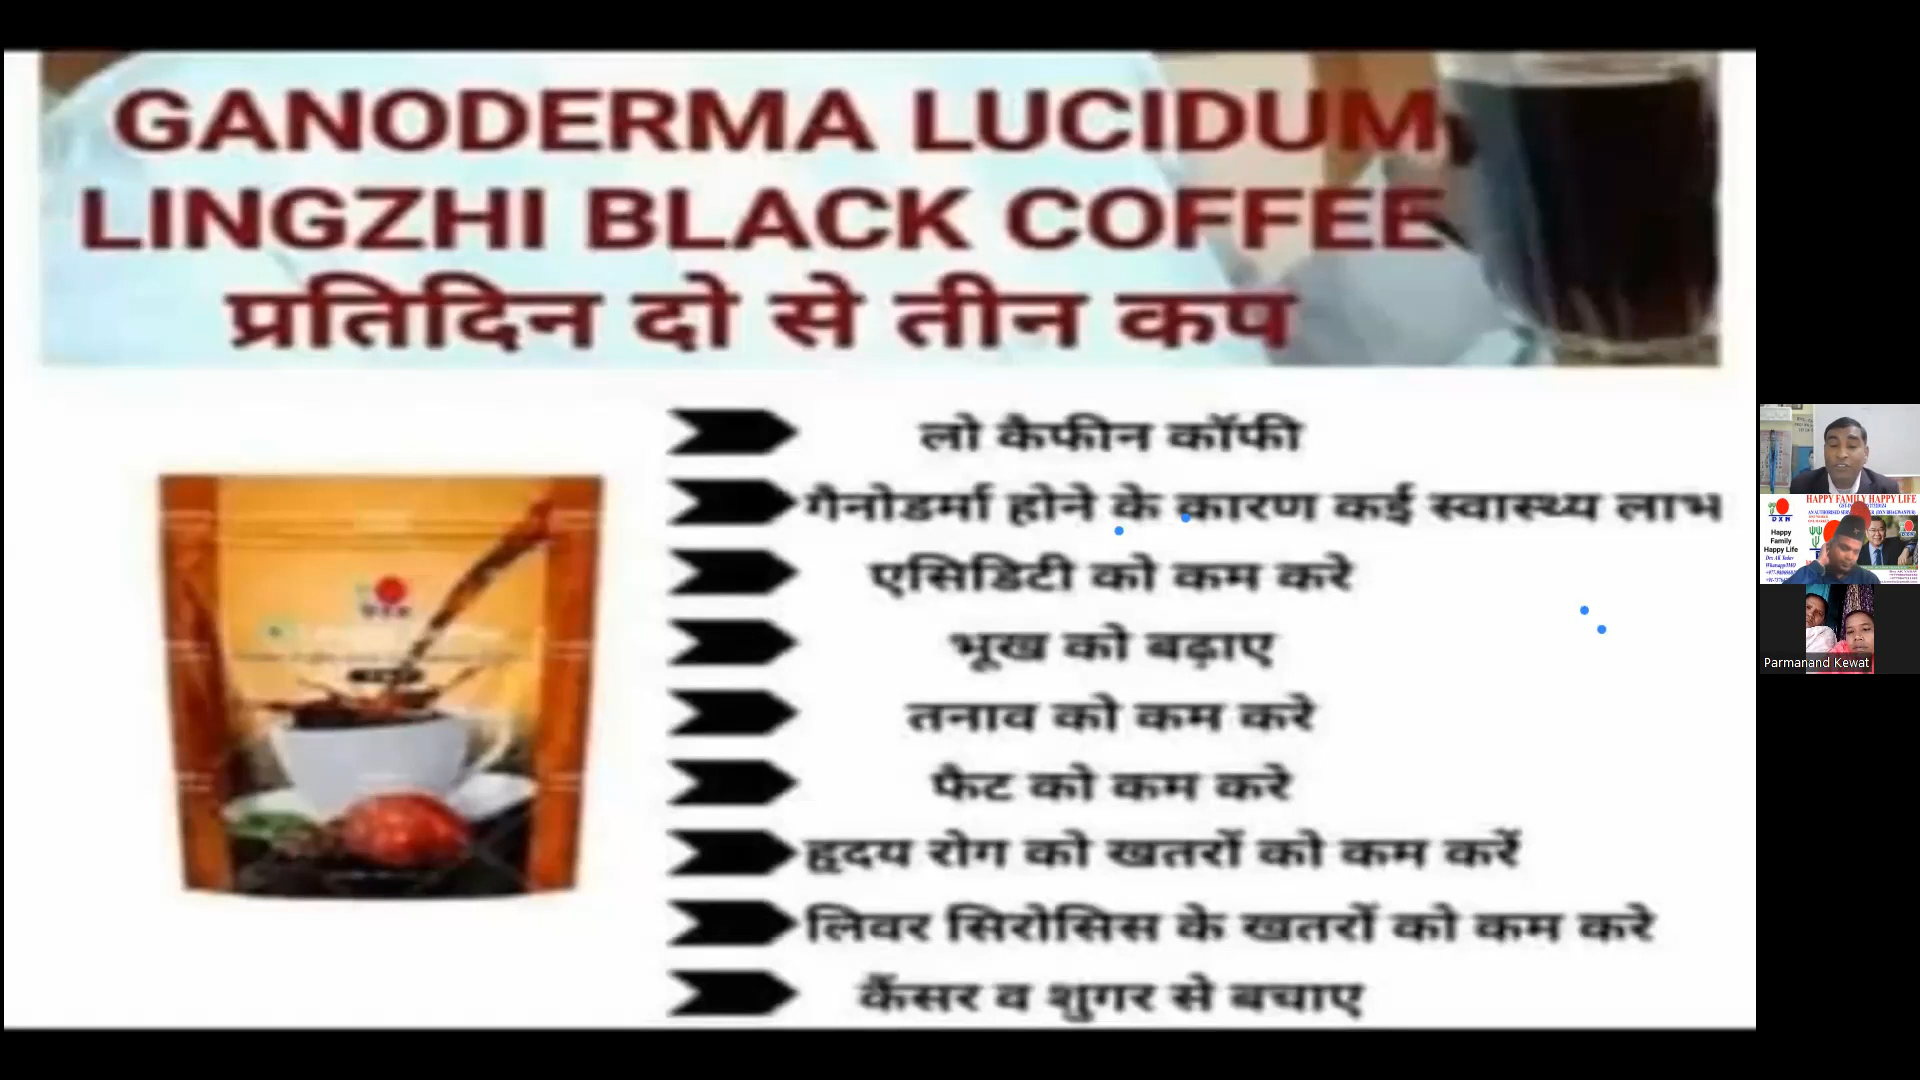 GANODERMA LUCIDUM
LINGZHI BLACK COFFEE
प्रतिदिन दो से तीन कप
लो कैफीन कॉफी
गैनोडर्मा होने के कारण कई स्वास्थ्य लाभ
एसिडिटी को कम करे
भूख को बढ़ाए
तनाव को कम करे
फैट को कम करे
हृदय रोग को खतरों को कम करें
लिवर सिरोसिस के खतरों को कम करे
कैंसर व शुगर से बचाए
DXN
HAPPY FAMILY HAPPY LIFE
DXN
Happy
Family
Happy Life
Parmanand Kewat